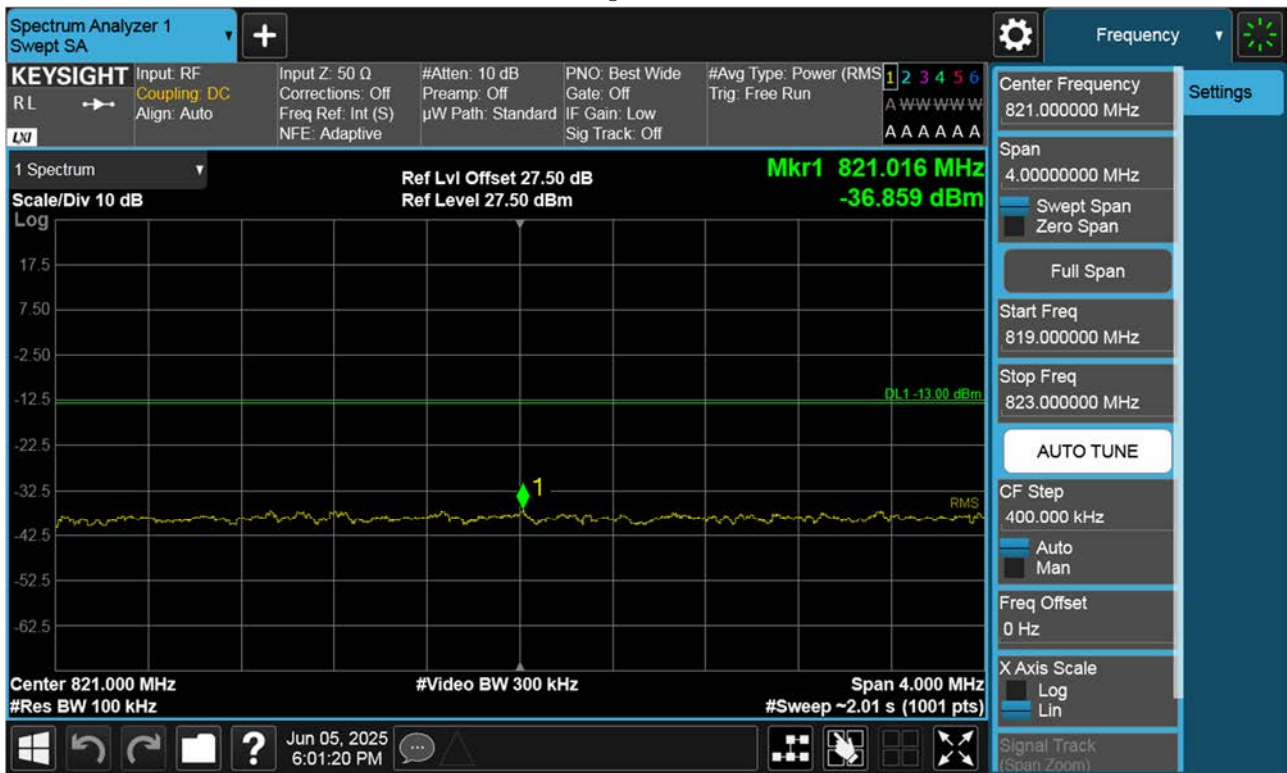 Spectrum Analyzer 1
Swept SA
+
Frequency
KEYSIGHT
RL
LXI
Input: RF
Coupling: DC
Align: Auto
Input Z: 50 Ω
Corrections: Off
Freq Ref: Int (S)
NFE: Adaptive
#Atten: 10 dB
Preamp: Off
µW Path: Standard
PNO: Best Wide
Gate: Off
IF Gain: Low
Sig Track: Off
#Avg Type: Power (RMS
Trig: Free Run
1 2 3 4 5 6
A W W W W W
A A A A A A
1 Spectrum
Scale/Div 10 dB
Log
Ref Lvl Offset 27.50 dB
Ref Level 27.50 dBm
Mkr1 821.016 MHz
-36.859 dBm
17.5
7.50
-2.50
-12.5
-22.5
-32.5
-42.5
-52.5
-62.5
DL1 -13.00 dBm
1
RMS
Center 821.000 MHz
#Res BW 100 kHz
#Video BW 300 kHz
Span 4.000 MHz
#Sweep ~2.01 s (1001 pts)
?
Jun 05, 2025
6:01:20 PM
Center Frequency
821.000000 MHz
Span
4.00000000 MHz
Swept Span
Zero Span
Full Span
Start Freq
819.000000 MHz
Stop Freq
823.000000 MHz
AUTO TUNE
CF Step
400.000 kHz
Auto
Man
Freq Offset
0 Hz
X Axis Scale
Log
Lin
Signal Track
(Span Zoom)
Settings